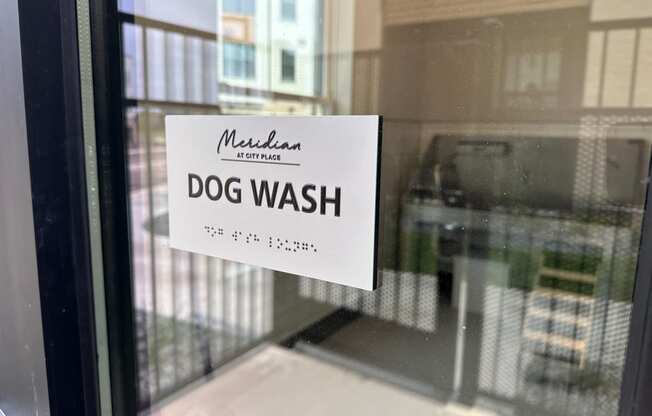 Meridian
AT CITY PLACE
DOG WASH